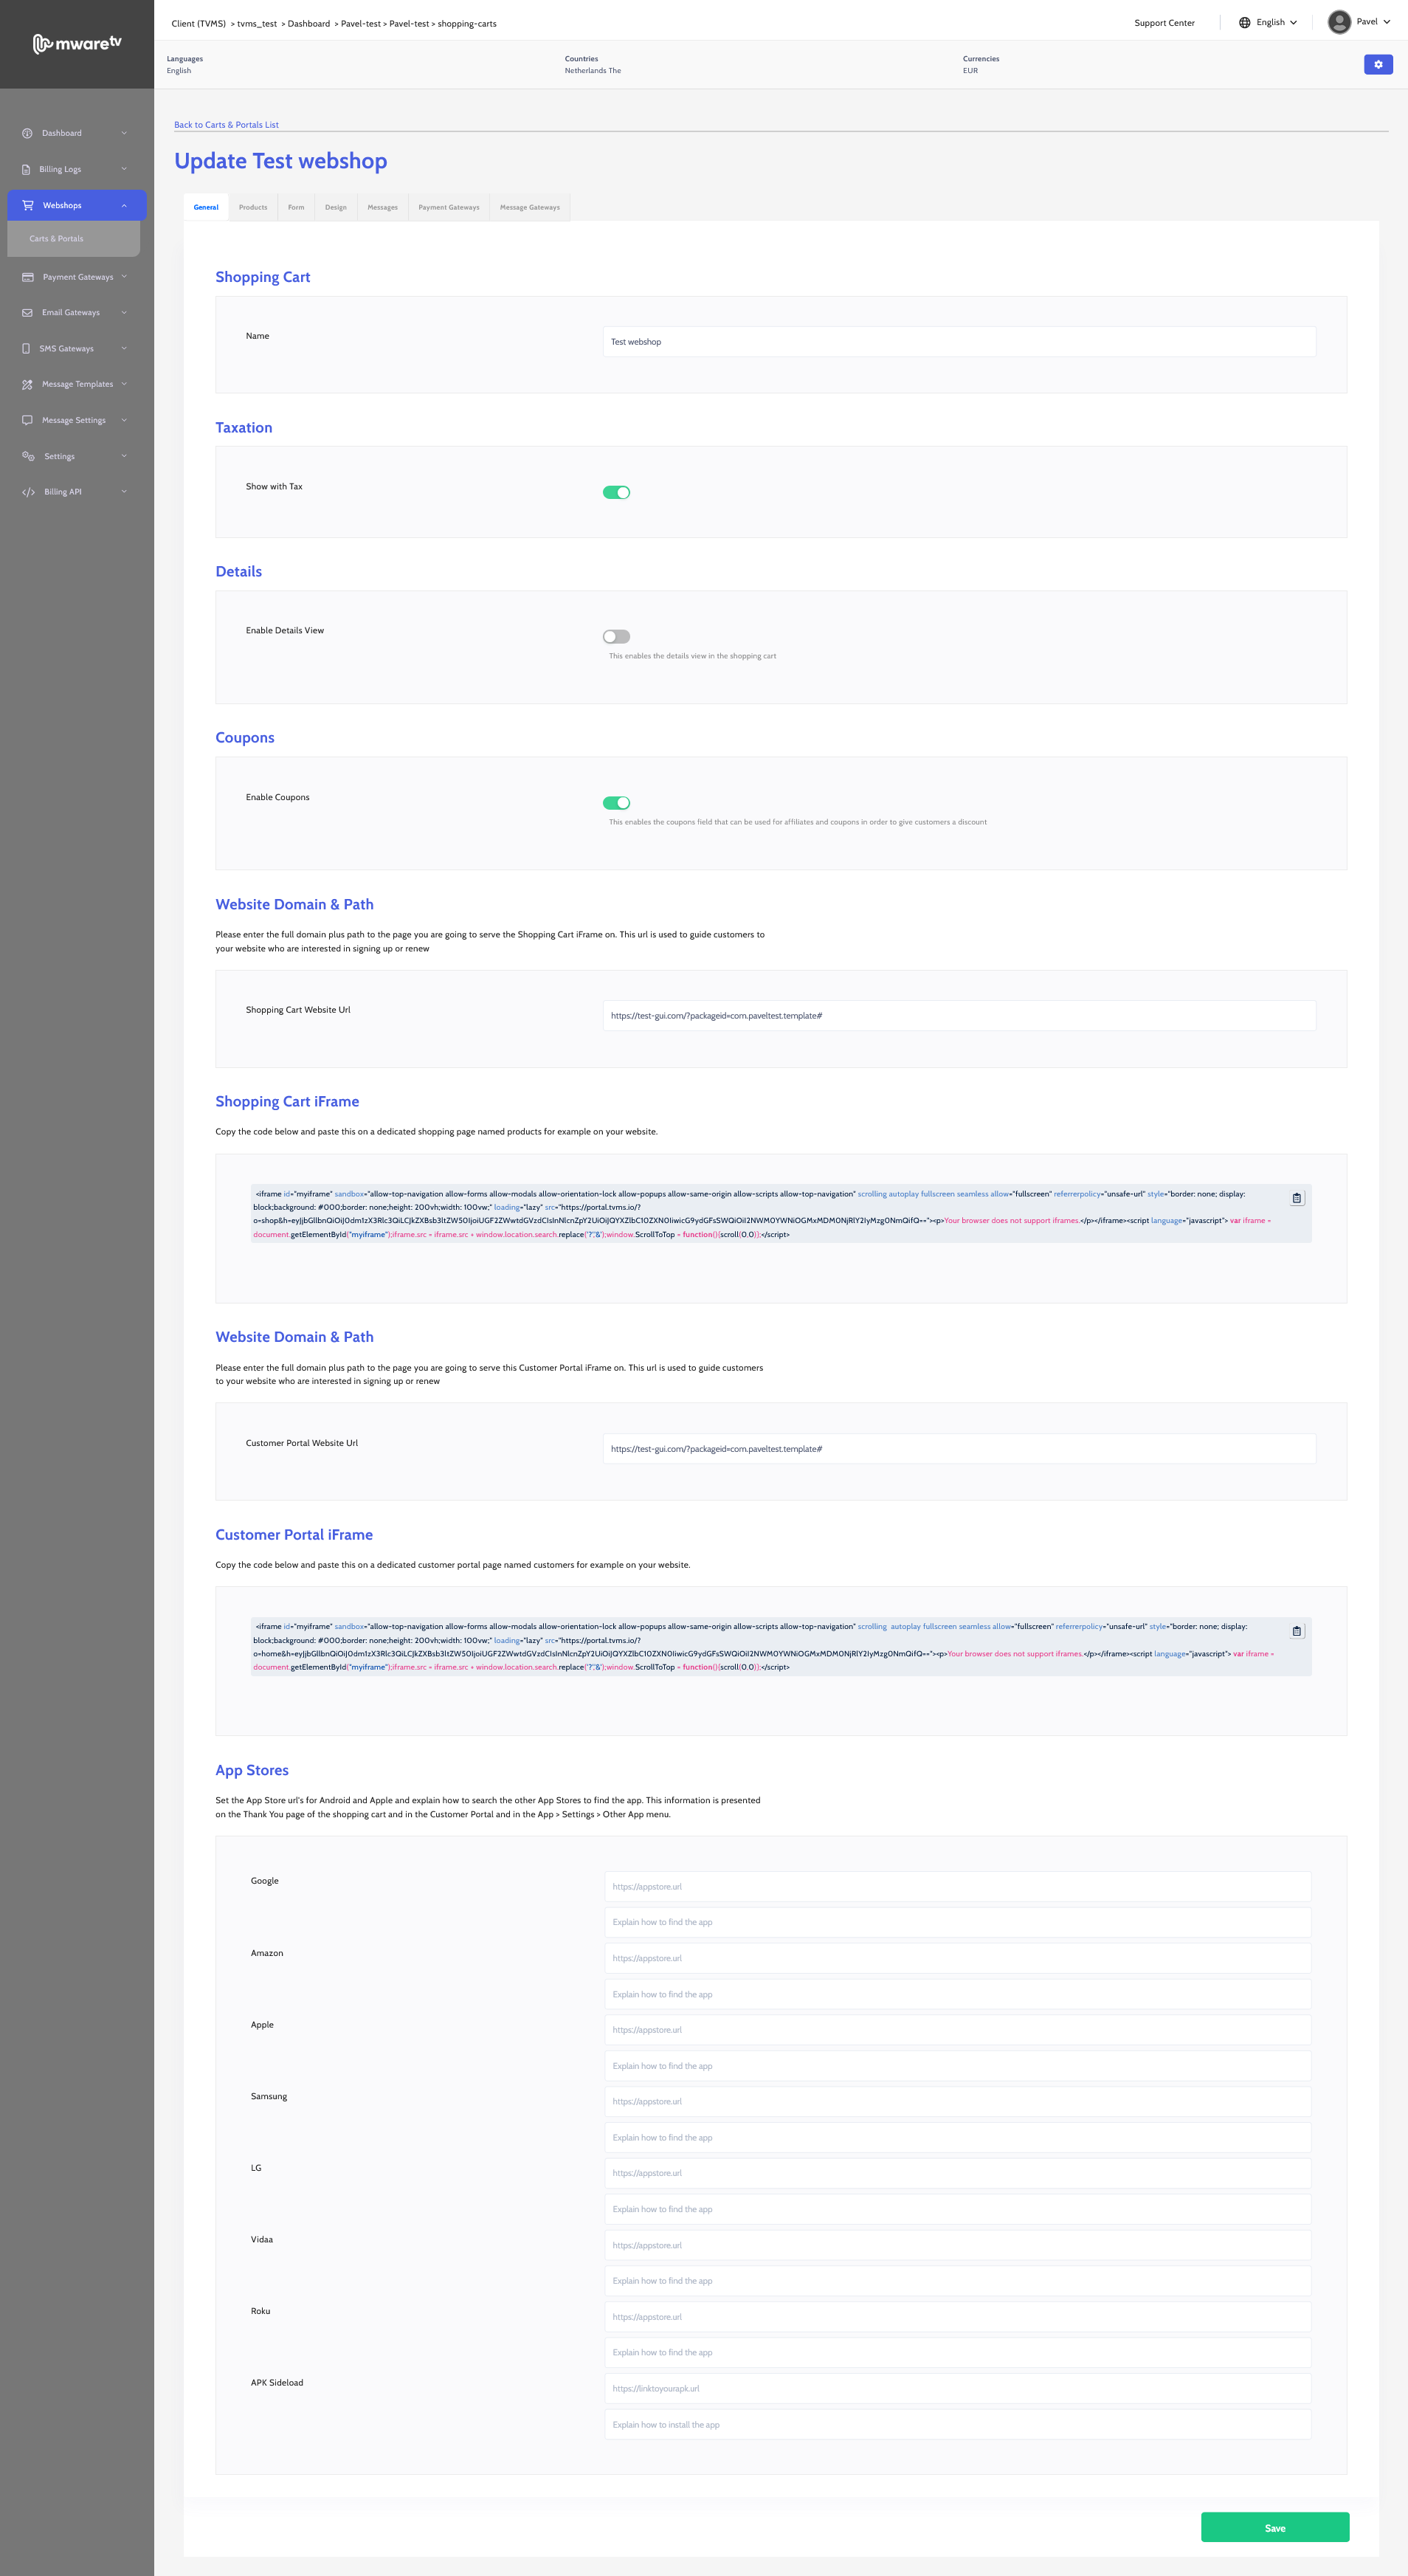 mwaretv
Client (TVMS) > tvms_test > Dashboard > Pavel-test > Pavel-test > shopping-carts
Support Center
English
Pavel
Languages
English
Countries
Netherlands The
Currencies
EUR
Dashboard
Billing Logs
Webshops
Carts & Portals
Payment Gateways
Email Gateways
SMS Gateways
Message Templates
Message Settings
Settings
Billing API
Back to Carts & Portals List
Update Test webshop
General
Products
Form
Design
Messages
Payment Gateways
Message Gateways
Shopping Cart
Name
Test webshop
Taxation
Show with Tax
Details
Enable Details View
This enables the details view in the shopping cart
Coupons
Enable Coupons
This enables the coupons field that can be used for affiliates and coupons in order to give customers a discount
Website Domain & Path
Please enter the full domain plus path to the page you are going to serve the Shopping Cart iFrame on. This url is used to guide customers to
your website who are interested in signing up or renew
Shopping Cart Website Url
https://test-gui.com/?packageid=com.paveltest.template#
Shopping Cart iFrame
Copy the code below and paste this on a dedicated shopping page named products for example on your website.
<iframe id="myiframe" sandbox="allow-top-navigation allow-forms allow-modals allow-orientation-lock allow-popups allow-same-origin allow-scripts allow-top-navigation" scrolling autoplay fullscreen seamless allow="fullscreen" referrerpolicy="unsafe-url" style="border: none; display:
block;background: #000;border: none;height: 200vh;width: 100vw;" loading="lazy" src="https://portal.tvms.io/?
"><p>Your browser does not support iframes.</p></iframe><script language="javascript"> var iframe =
document.getElementById("myiframe");iframe.src = iframe.src + window.location.search.replace("?","&");window.ScrollToTop = function(){scroll(0.0)};</script>
Website Domain & Path
Please enter the full domain plus path to the page you are going to serve this Customer Portal iFrame on. This url is used to guide customers
to your website who are interested in signing up or renew
Customer Portal Website Url
https://test-gui.com/?packageid=com.paveltest.template#
Customer Portal iFrame
Copy the code below and paste this on a dedicated customer portal page named customers for example on your website.
<iframe id="myiframe" sandbox="allow-top-navigation allow-forms allow-modals allow-orientation-lock allow-popups allow-same-origin allow-scripts allow-top-navigation" scrolling autoplay fullscreen seamless allow="fullscreen" referrerpolicy="unsafe-url" style="border: none; display:
block;background: #000;border: none;height: 200vh;width: 100vw;" loading="lazy" src="https://portal.tvms.io/?
"><p>Your browser does not support iframes.</p></iframe><script language="javascript"> var iframe =
document.getElementById("myiframe");iframe.src = iframe.src + window.location.search.replace("?","&");window.ScrollToTop = function(){scroll(0.0)};</script>
App Stores
Set the App Store url's for Android and Apple and explain how to search the other App Stores to find the app. This information is presented
on the Thank You page of the shopping cart and in the Customer Portal and in the App > Settings > Other App menu.
Google
https://appstore.url
Explain how to find the app
Amazon
https://appstore.url
Explain how to find the app
Apple
https://appstore.url
Explain how to find the app
Samsung
https://appstore.url
Explain how to find the app
LG
https://appstore.url
Explain how to find the app
Vidaa
https://appstore.url
Explain how to find the app
Roku
https://appstore.url
Explain how to find the app
APK Sideload
https://linktoyourapk.url
Explain how to install the app
Save